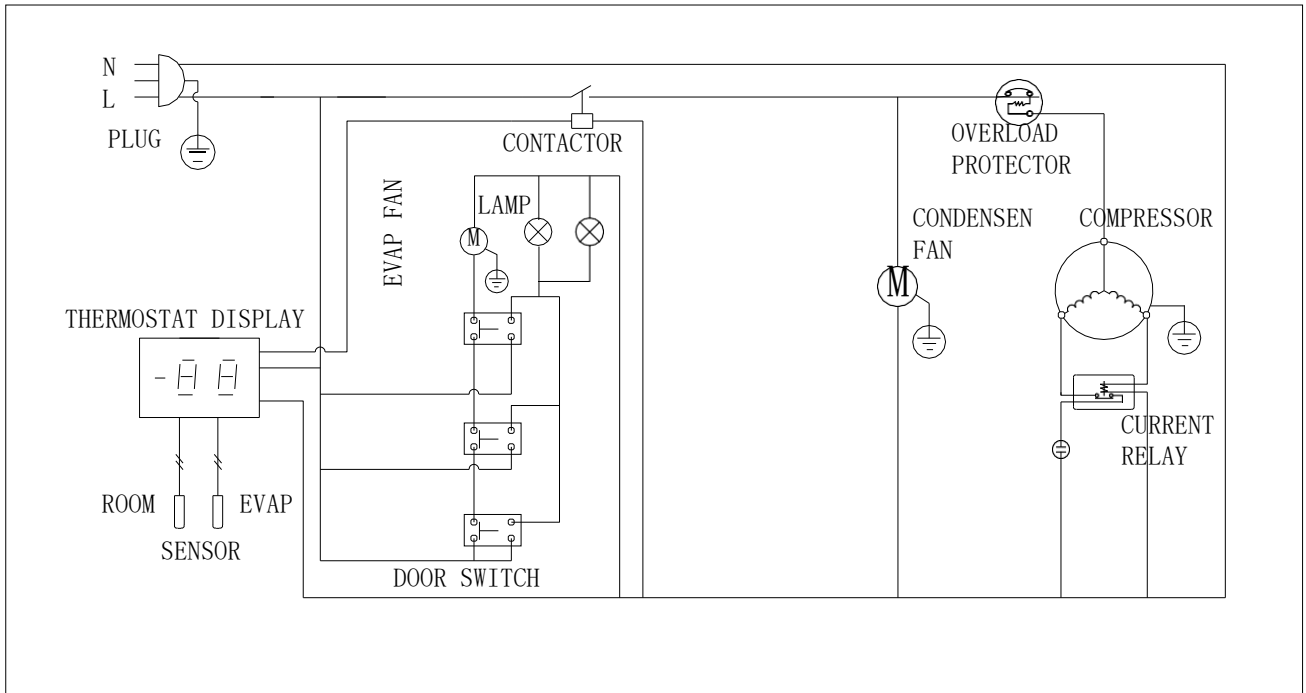 N
L
PLUG
CONTACTOR
OVERLOAD
PROTECTOR
EVAP FAN
LAMP
M
CONDENSEN
FAN
M
COMPRESSOR
THERMOSTAT DISPLAY
-88
CURRENT
RELAY
ROOM
EVAP
SENSOR
DOOR SWITCH